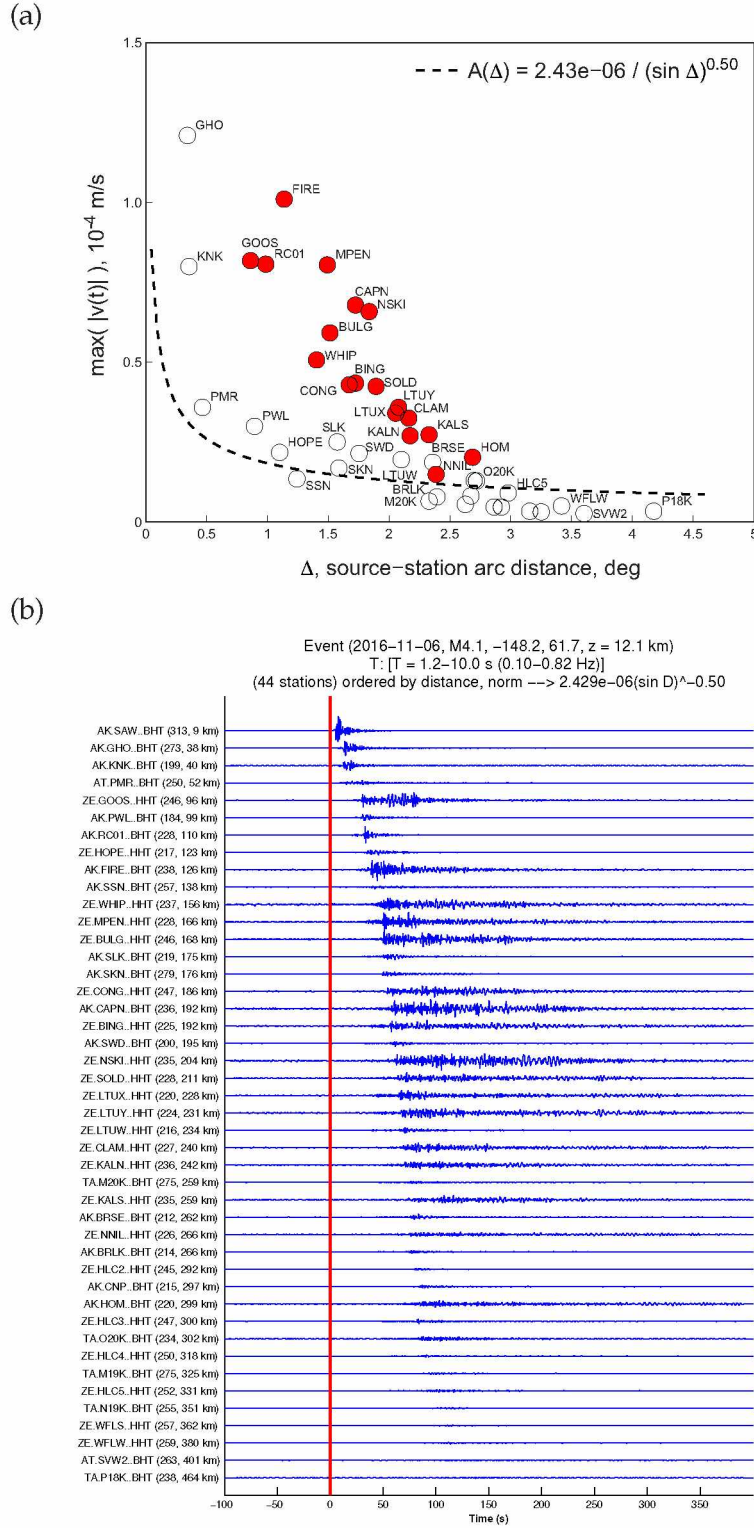 (a)
A(Δ) = 2.43e−06 / (sin Δ)^0.50
max( |v(t)| ), 10^−4 m/s
1.5
1.0
0.5
0
GHO
FIRE
KNK
GOOS
RC01
MPEN
CAPN
NSKI
BULG
WHIP
BING
CONG
SOLD
LTUY
PMR
LTUX
CLAM
PWL
SLK
KALN
KALS
HOPE
SWD
BRSE
HOM
SKN
LTUW
NNIL
O20K
SSN
BRLK
HLC5
M20K
WFLW
P18K
SVW2
0 0.5 1.0 1.5 2.0 2.5 3.0 3.5 4.0 4.5 5
Δ, source−station arc distance, deg
(b)
Event (2016−11−06, M4.1, −148.2, 61.7, z = 12.1 km)
T: [T = 1.2−10.0 s (0.10−0.82 Hz)]
(44 stations) ordered by distance, norm −−> 2.429e−06(sin D)^−0.50
AK.SAW..BHT (313, 9 km)
AK.GHO..BHT (273, 38 km)
AK.KNK..BHT (199, 40 km)
AT.PMR..BHT (250, 52 km)
ZE.GOOS..HHT (246, 96 km)
AK.PWL..BHT (184, 99 km)
AK.RC01..BHT (228, 110 km)
ZE.HOPE..HHT (217, 123 km)
AK.FIRE..BHT (238, 126 km)
AK.SSN..BHT (257, 138 km)
ZE.WHIP..HHT (237, 156 km)
ZE.MPEN..HHT (228, 166 km)
ZE.BULG..HHT (246, 168 km)
AK.SLK..BHT (219, 175 km)
AK.SKN..BHT (279, 176 km)
ZE.CONG..HHT (247, 186 km)
AK.CAPN..BHT (236, 192 km)
ZE.BING..HHT (225, 192 km)
AK.SWD..BHT (200, 195 km)
ZE.NSKI..HHT (235, 204 km)
ZE.SOLD..HHT (228, 211 km)
ZE.LTUX..HHT (220, 228 km)
ZE.LTUY..HHT (224, 231 km)
ZE.LTUW..HHT (216, 234 km)
ZE.CLAM..HHT (227, 240 km)
ZE.KALN..HHT (236, 242 km)
TA.M20K..BHT (275, 259 km)
ZE.KALS..HHT (235, 259 km)
AK.BRSE..BHT (212, 262 km)
ZE.NNIL..HHT (226, 266 km)
AK.BRLK..BHT (214, 266 km)
ZE.HLC2..HHT (245, 292 km)
AK.CNP..BHT (215, 297 km)
AK.HOM..BHT (220, 299 km)
ZE.HLC3..HHT (247, 300 km)
TA.O20K..BHT (234, 302 km)
ZE.HLC4..HHT (250, 318 km)
TA.M19K..BHT (275, 325 km)
ZE.HLC5..HHT (252, 331 km)
TA.N19K..BHT (255, 351 km)
ZE.WFLS..HHT (257, 362 km)
ZE.WFLW..HHT (259, 380 km)
AT.SVW2..BHT (263, 401 km)
TA.P18K..BHT (238, 464 km)
-100 -50 0 50 100 150 200 250 300 350
Time (s)